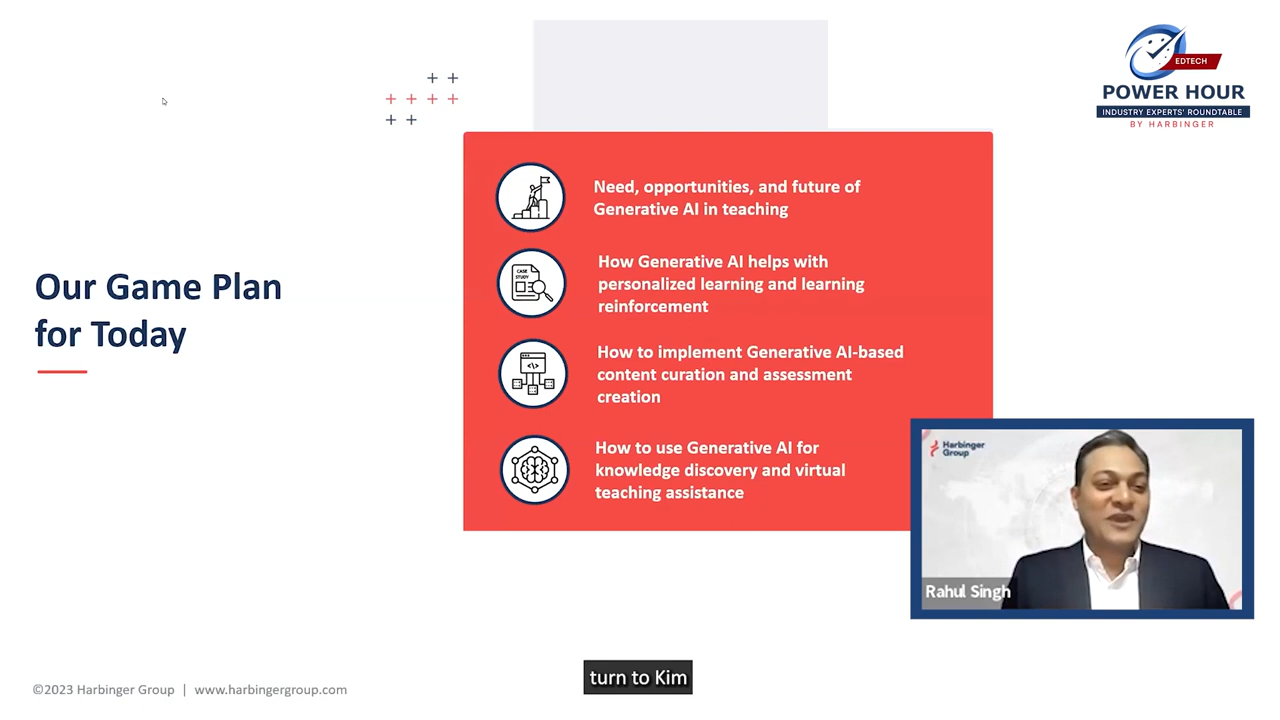 EDTECH
POWER HOUR
INDUSTRY EXPERTS' ROUNDTABLE
BY HARBINGER
Our Game Plan
for Today
Need, opportunities, and future of
Generative AI in teaching
CASE
STUDY
How Generative AI helps with
personalized learning and learning
reinforcement
How to implement Generative AI-based
content curation and assessment
creation
How to use Generative AI for
knowledge discovery and virtual
teaching assistance
Harbinger
Group
Rahul Singh
turn to Kim
©2023 Harbinger Group | www.harbingergroup.com